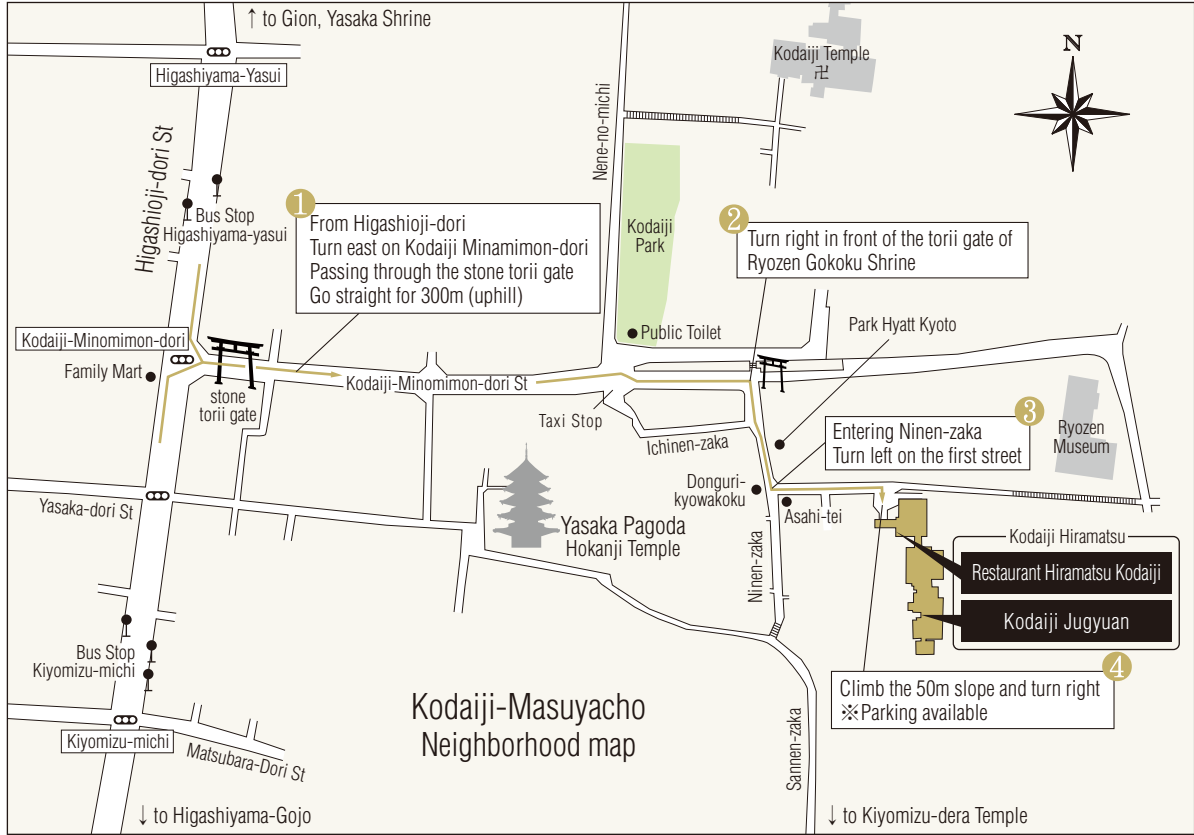 ↑ to Gion, Yasaka Shrine
N
Kodaiji Temple
卍
Higashiyama-Yasui
Higashioji-dori St
Nene-no-michi
Bus Stop
Higashiyama-yasui
1
From Higashioji-dori
Turn east on Kodaiji Minamimon-dori
Passing through the stone torii gate
Go straight for 300m (uphill)
Kodaiji
Park
2
Turn right in front of the torii gate of
Ryozen Gokoku Shrine
Public Toilet
Park Hyatt Kyoto
Kodaiji-Minomimon-dori
Family Mart
stone
torii gate
Kodaiji-Minomimon-dori St
Taxi Stop
Ichinen-zaka
3
Entering Ninen-zaka
Turn left on the first street
Ryozen
Museum
Donguri-
kyowakoku
Asahi-tei
Yasaka-dori St
Yasaka Pagoda
Hokanji Temple
Ninen-zaka
Kodaiji Hiramatsu
Restaurant Hiramatsu Kodaiji
Kodaiji Jugyuan
Bus Stop
Kiyomizu-michi
4
Climb the 50m slope and turn right
※Parking available
Kodaiji-Masuyacho
Neighborhood map
Kiyomizu-michi
Matsubara-Dori St
Sannen-zaka
↓ to Higashiyama-Gojo
↓ to Kiyomizu-dera Temple